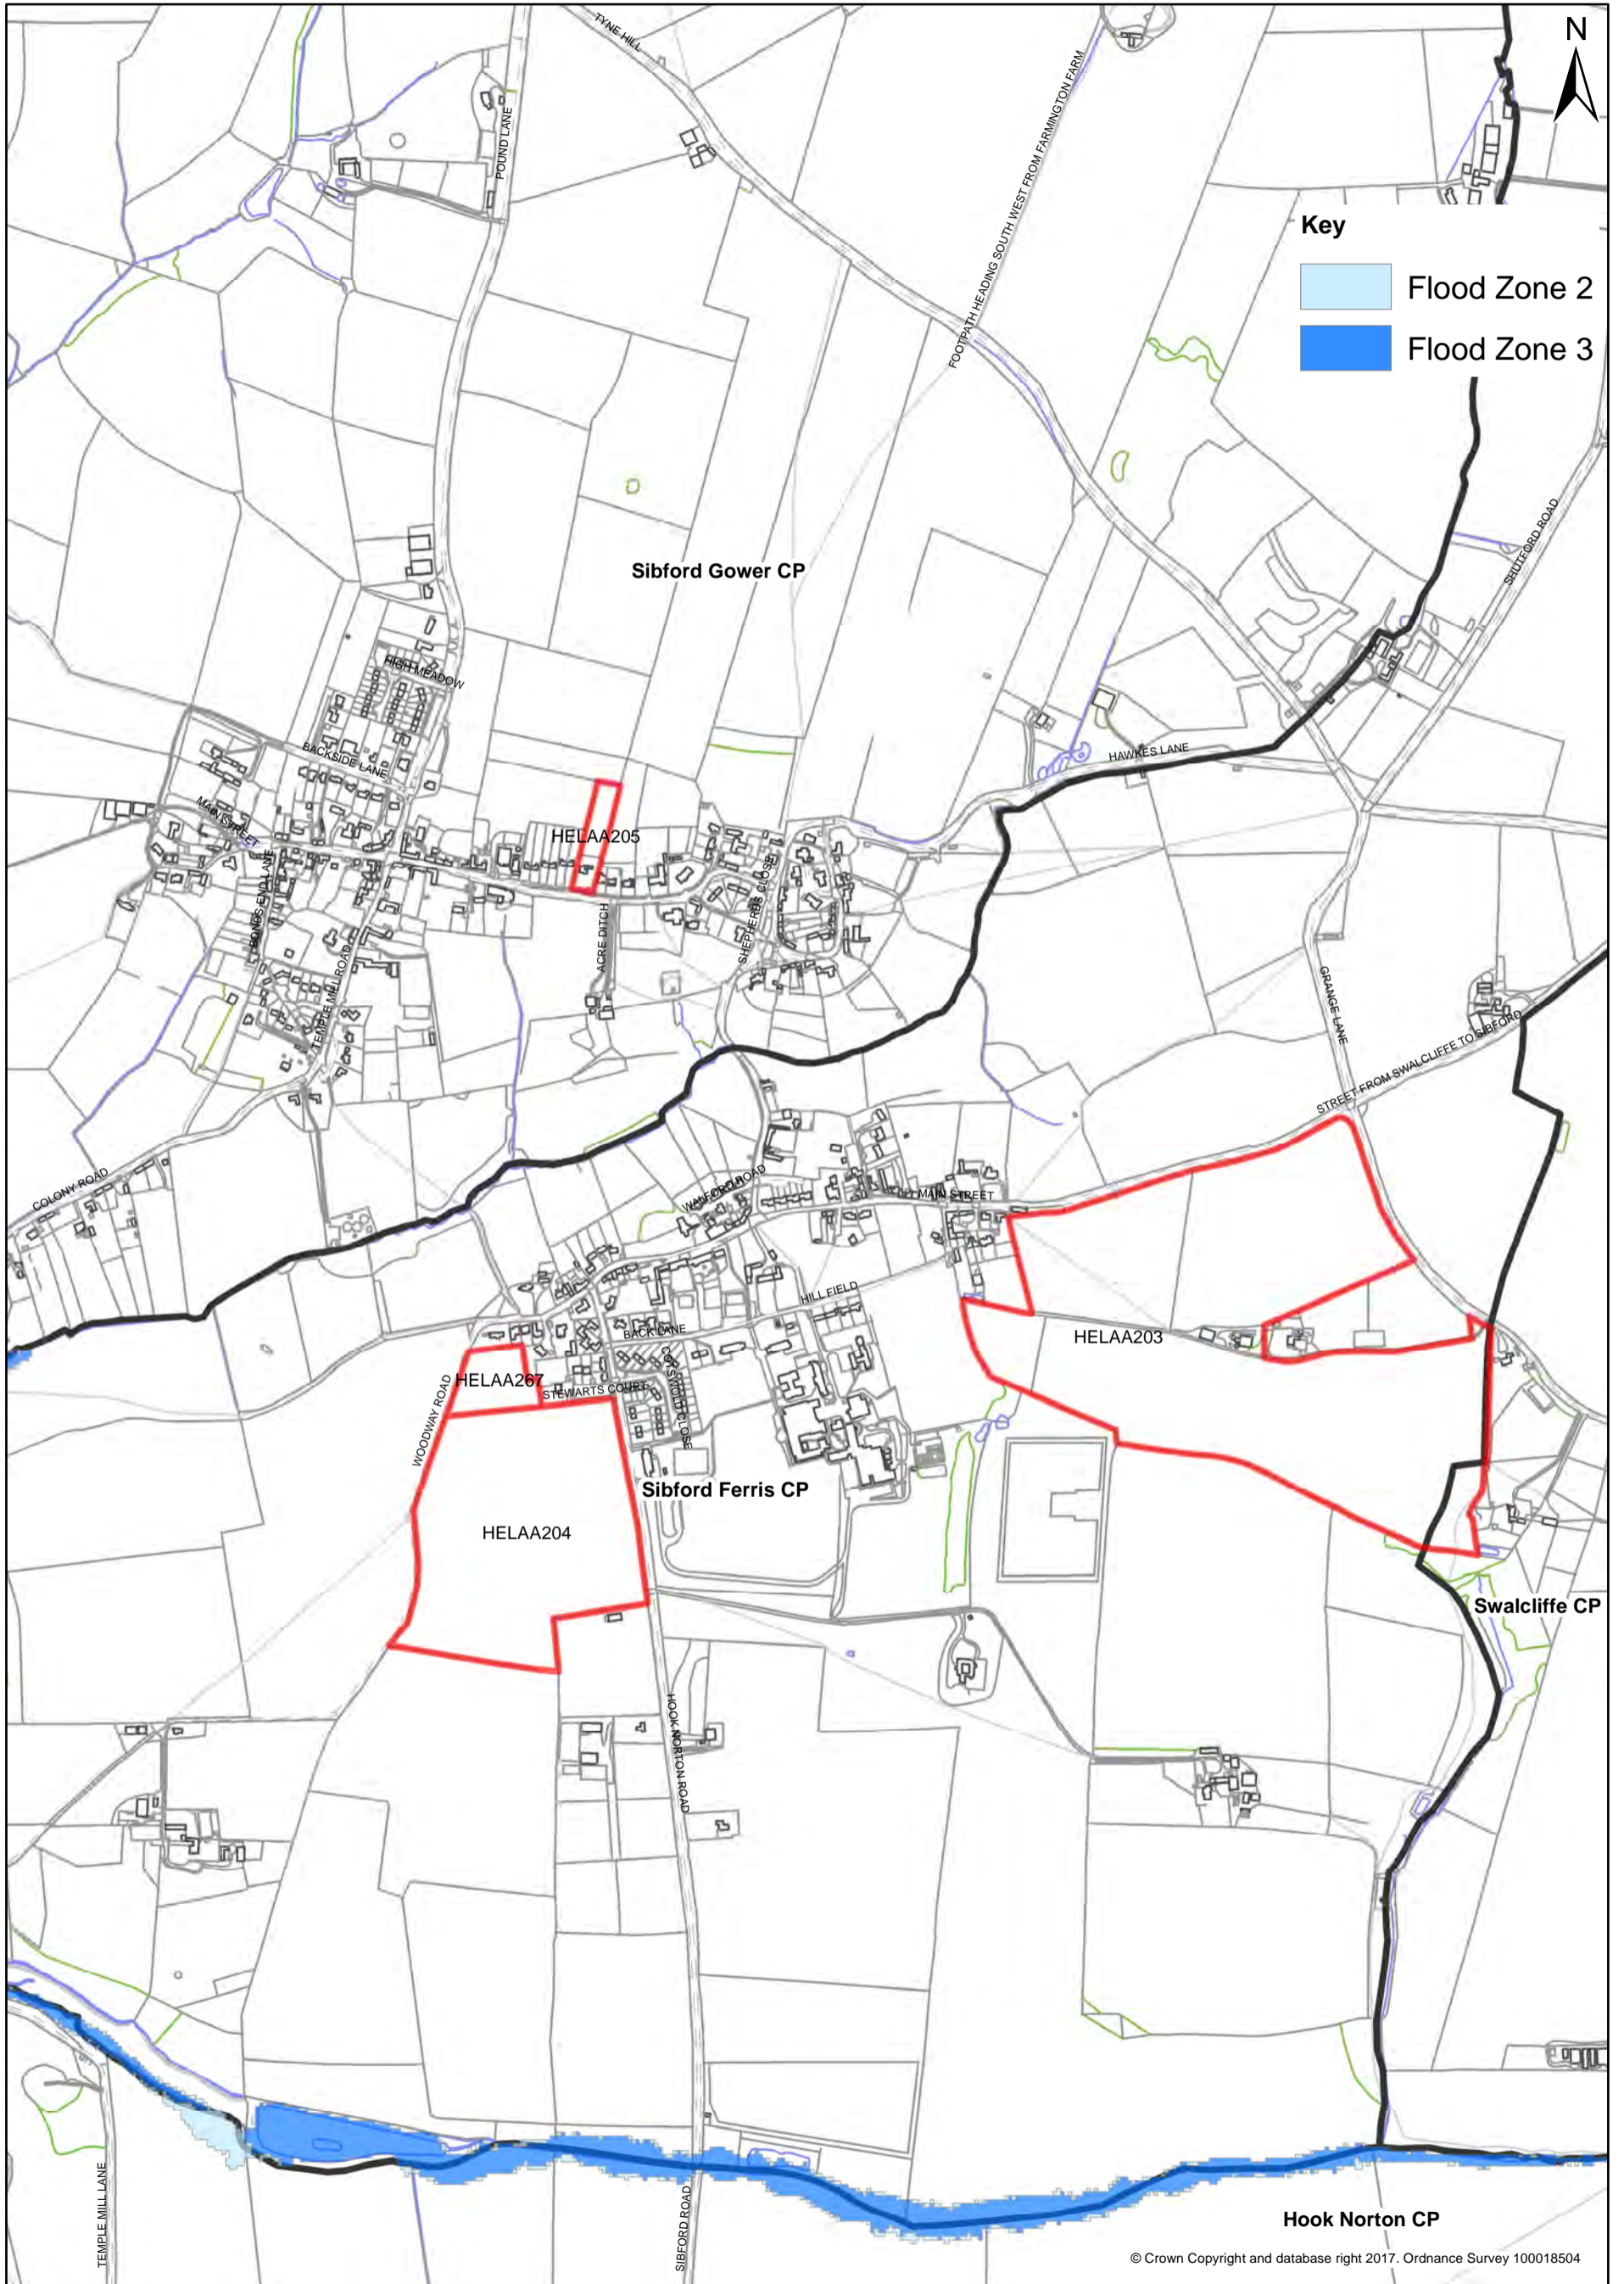 N
TYNE HILL
POUND LANE
FOOTPATH HEADING SOUTH WEST FROM FARMINGTON FARM
Key
Flood Zone 2
Flood Zone 3
SHUTFORD ROAD
Sibford Gower CP
HIGH MEADOW
BACKSIDE LANE
HAWKES LANE
MAIN STREET
HELAA205
BONDS END LANE
SHEPHERDS CLOSE
ACRE DITCH
TEMPLE MILL ROAD
GRANGE LANE
STREET FROM SWALCLIFFE TO SIBFORD
COLONY ROAD
WALFORD ROAD
MAIN STREET
HILL FIELD
BACK LANE
HELAA203
HELAA267
STEWARTS COURT
COTSWOLD CLOSE
WOODWAY ROAD
Sibford Ferris CP
HELAA204
Swalcliffe CP
HOOK NORTON ROAD
TEMPLE MILL LANE
SIBFORD ROAD
Hook Norton CP
© Crown Copyright and database right 2017. Ordnance Survey 100018504